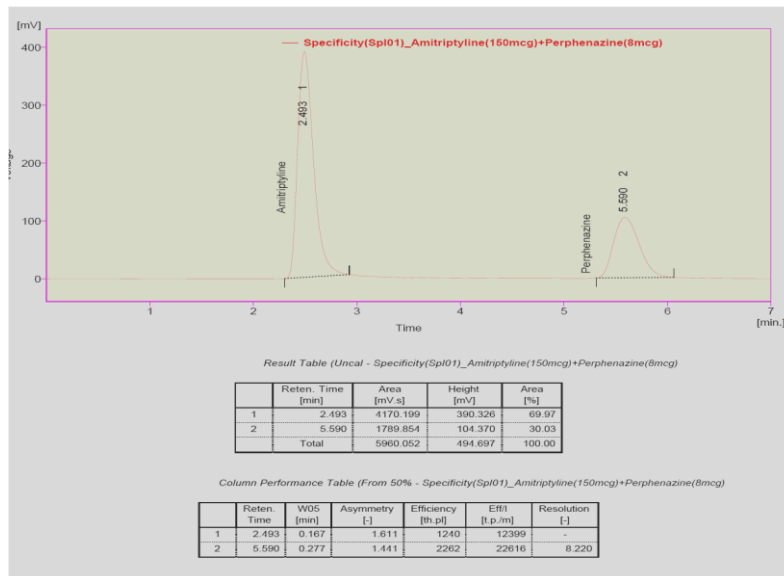 [mV]
400
300
200
100
0
Specificity(Spl01)_Amitriptyline(150mcg)+Perphenazine(8mcg)
Amitriptyline
2.493 1
Perphenazine
5.590 2
1 2 3 4 5 6 7
Time
[min.]
Result Table (Uncal - Specificity(Spl01)_Amitriptyline(150mcg)+Perphenazine(8mcg)
Reten. Time Area Height Area
[min] [mV.s] [mV] [%]
1 2.493 4170.199 390.326 69.97
2 5.590 1789.854 104.370 30.03
Total 5960.052 494.697 100.00
Column Performance Table (From 50% - Specificity(Spl01)_Amitriptyline(150mcg)+Perphenazine(8mcg)
Reten. W05 Asymmetry Efficiency Eff/l Resolution
Time [min] [-] [th.pl] [t.p./m] [-]
1 2.493 0.167 1.611 1240 12399 -
2 5.590 0.277 1.441 2262 22616 8.220